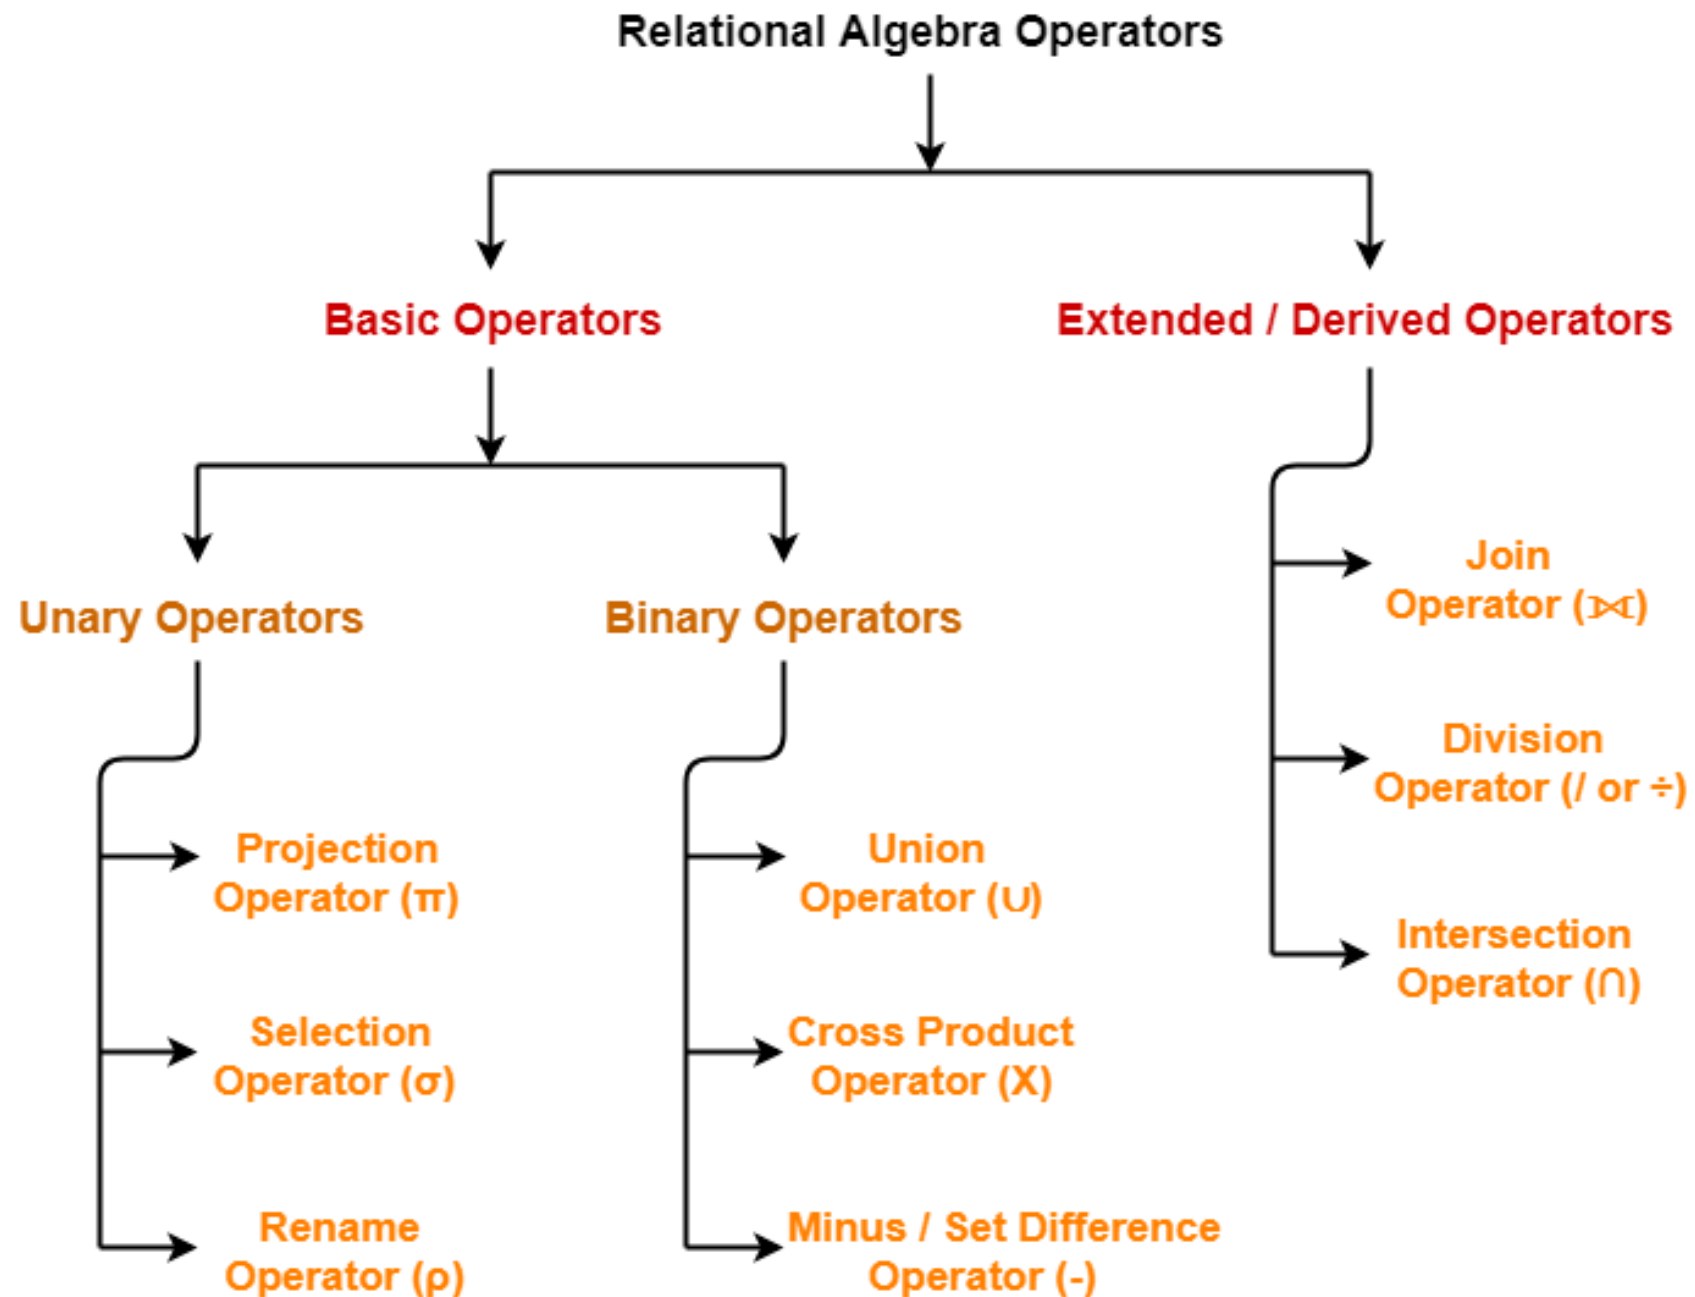 Relational Algebra Operators
Basic Operators
Extended / Derived Operators
Unary Operators
Binary Operators
Join
Operator (⟗)
Division
Operator (/ or ÷)
Intersection
Operator (∩)
Projection
Operator (π)
Selection
Operator (σ)
Rename
Operator (ρ)
Union
Operator (∪)
Cross Product
Operator (X)
Minus / Set Difference
Operator (-)